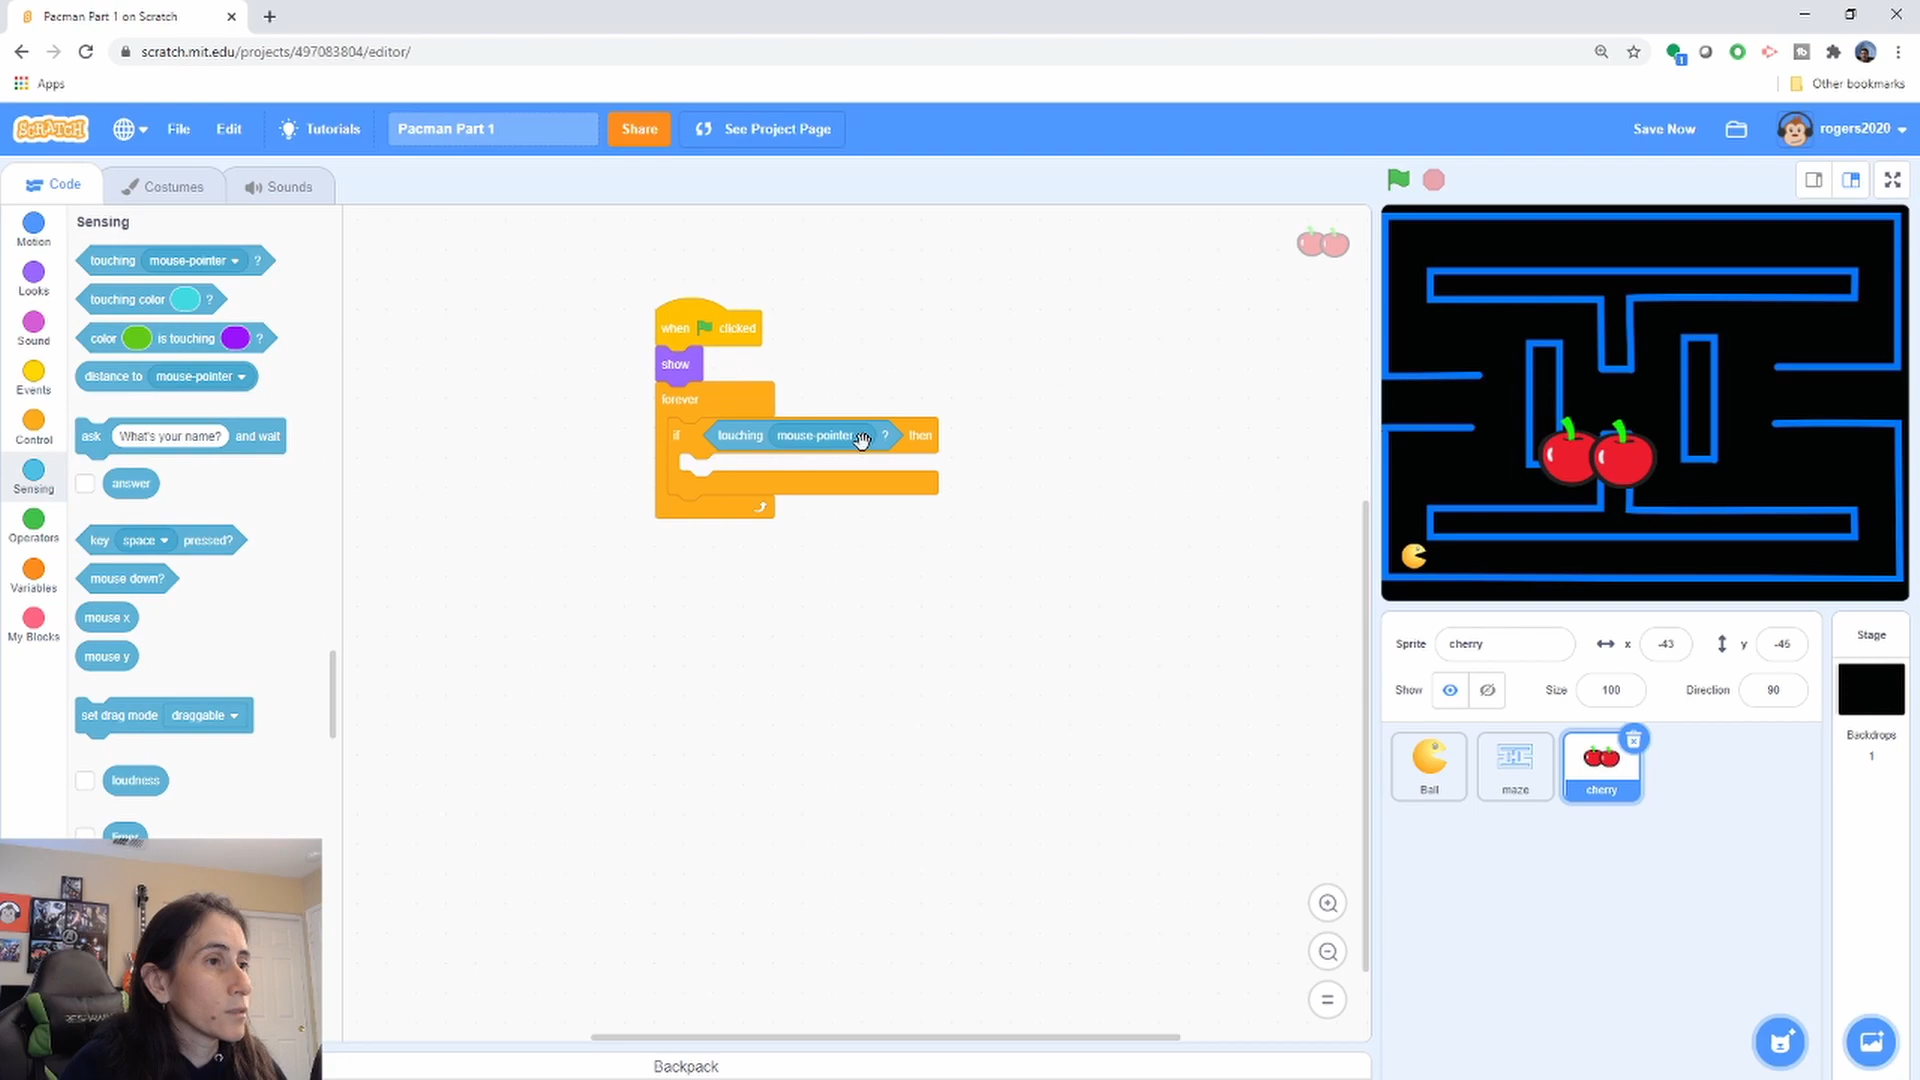 Pacman Part 1 on Scratch
scratch.mit.edu/projects/497083804/editor/
Apps
Other bookmarks
SCRATCH
File
Edit
Tutorials
Pacman Part 1
Share
See Project Page
Save Now
rogers2020
Code
Costumes
Sounds
Motion
Looks
Sound
Events
Control
Sensing
Operators
Variables
My Blocks
Sensing
touching mouse-pointer ?
touching color ?
color is touching ?
distance to mouse-pointer
ask What's your name? and wait
answer
key space pressed?
mouse down?
mouse x
mouse y
set drag mode draggable
loudness
timer
when clicked
show
forever
if touching mouse-pointer ? then
Sprite cherry x -43 y -45
Show Size 100 Direction 90
Ball
maze
cherry
Stage
Backdrops
1
Backpack